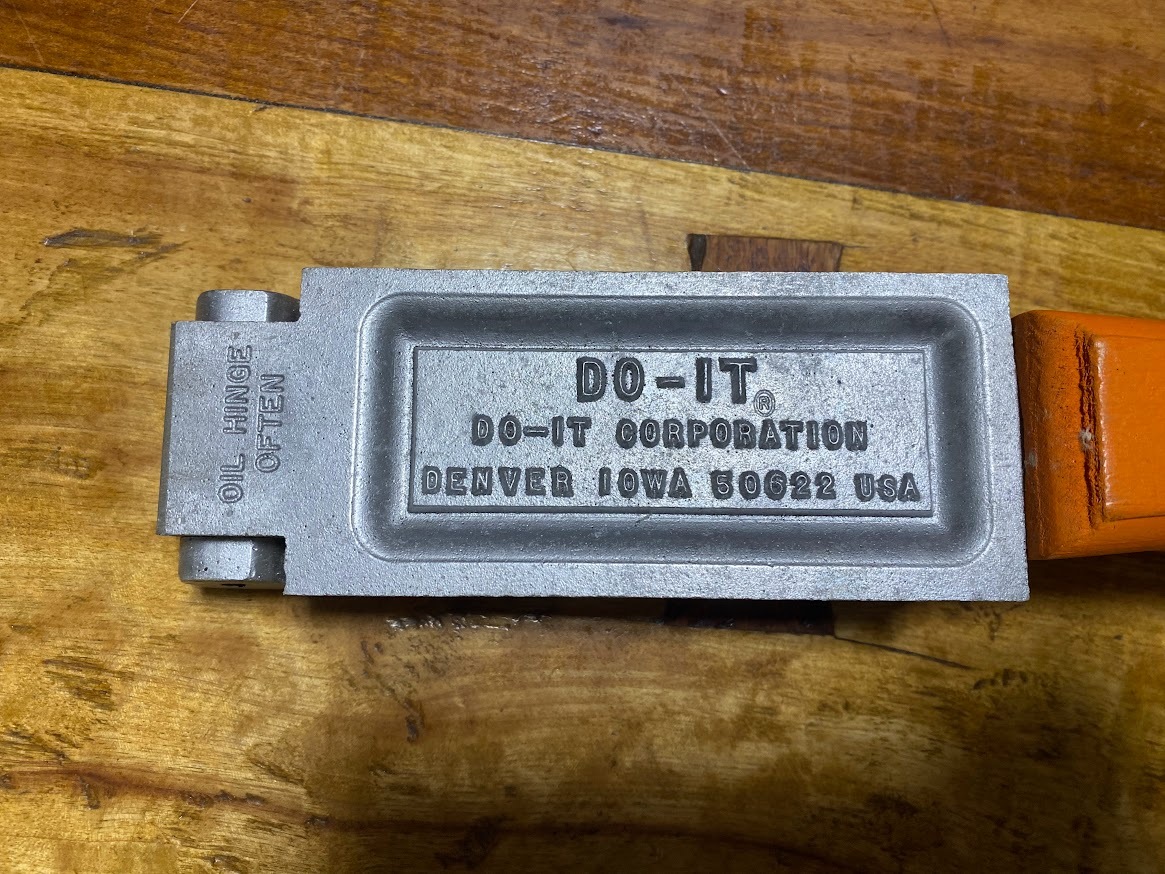 OIL HINGE
OFTEN
DO-IT®
DO-IT CORPORATION
DENVER IOWA 50622 USA